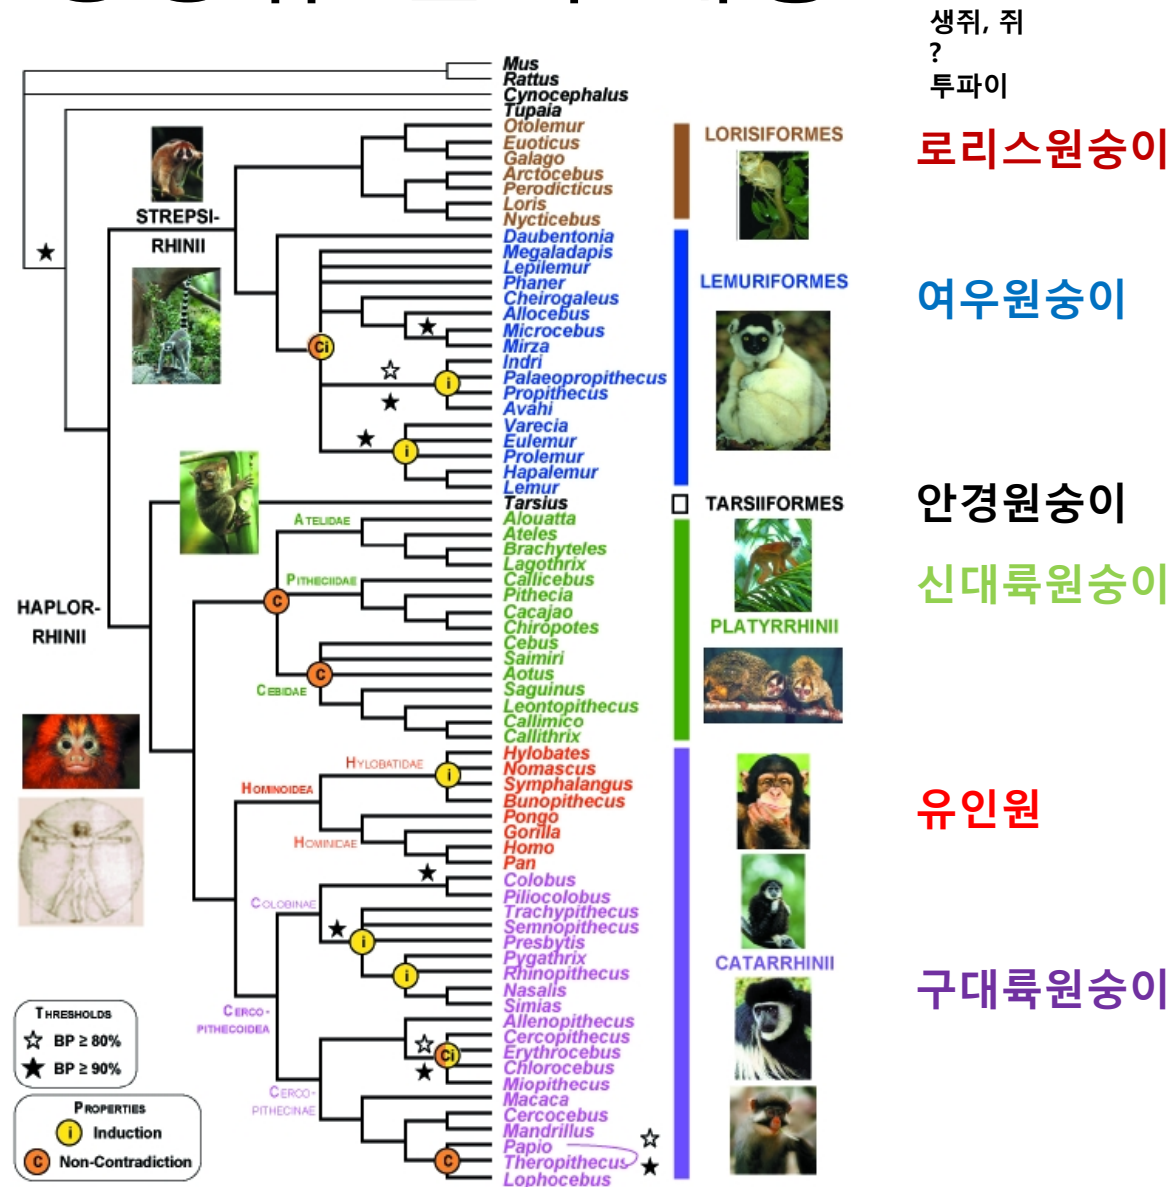 생쥐, 쥐
?
투파이
Mus
Rattus
Cynocephalus
Tupaia
Otolemur
Euoticus
Galago
Arctocebus
Perodicticus
Loris
Nycticebus
LORISIFORMES
로리스원숭이
STREPSI-
RHINII
Daubentonia
Megaladapis
Lepilemur
Phaner
Cheirogaleus
Allocebus
Microcebus
Mirza
Indri
Palaeopropithecus
Propithecus
Avahi
Varecia
Eulemur
Prolemur
Hapalemur
Lemur
LEMURIFORMES
여우원숭이
Ci
i
i
Tarsius
TARSIIFORMES
안경원숭이
HAPLOR-
RHINII
ATELIDAE
PITHECIIDAE
CEBIDAE
C
C
Alouatta
Ateles
Brachyteles
Lagothrix
Callicebus
Pithecia
Cacajao
Chiropotes
Cebus
Saimiri
Aotus
Saguinus
Leontopithecus
Callimico
Callithrix
PLATYRRHINII
신대륙원숭이
HYLOBATIDAE
HOMINOIDEA
HOMINIDAE
i
Hylobates
Nomascus
Symphalangus
Bunopithecus
Pongo
Gorilla
Homo
Pan
유인원
COLOBINAE
i
i
Colobus
Piliocolobus
Trachypithecus
Semnopithecus
Presbytis
Pygathrix
Rhinopithecus
Nasalis
Simias
CATARRHINII
구대륙원숭이
CERCO-
PITHECOIDEA
CERCO-
PITHECINAE
Ci
C
Allenopithecus
Cercopithecus
Erythrocebus
Chlorocebus
Miopithecus
Macaca
Cercocebus
Mandrillus
Papio
Theropithecus
Lophocebus
THRESHOLDS
BP ≥ 80%
BP ≥ 90%
PROPERTIES
i Induction
C Non-Contradiction